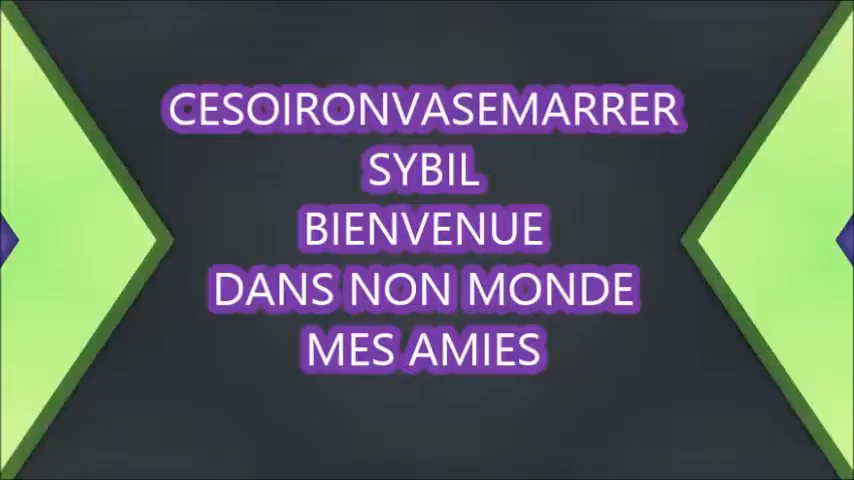 CESOIRONVASEMARRER
SYBIL
BIENVENUE
DANS NON MONDE
MES AMIES